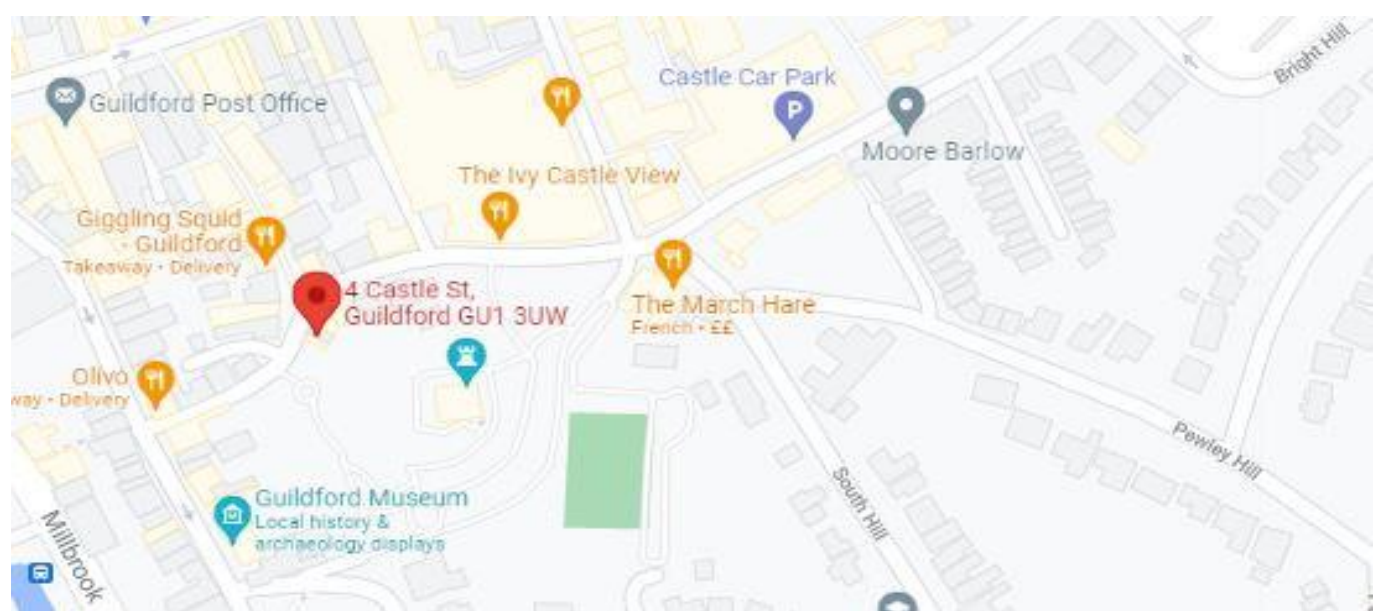 Bright Hill
Castle Car Park
P
Guildford Post Office
Moore Barlow
The Ivy Castle View
Giggling Squid
- Guildford
Takeaway • Delivery
4 Castle St,
Guildford GU1 3UW
The March Hare
French • ££
Olivo
way • Delivery
Pewley Hill
South Hill
Guildford Museum
Local history &
archaeology displays
Millbrook